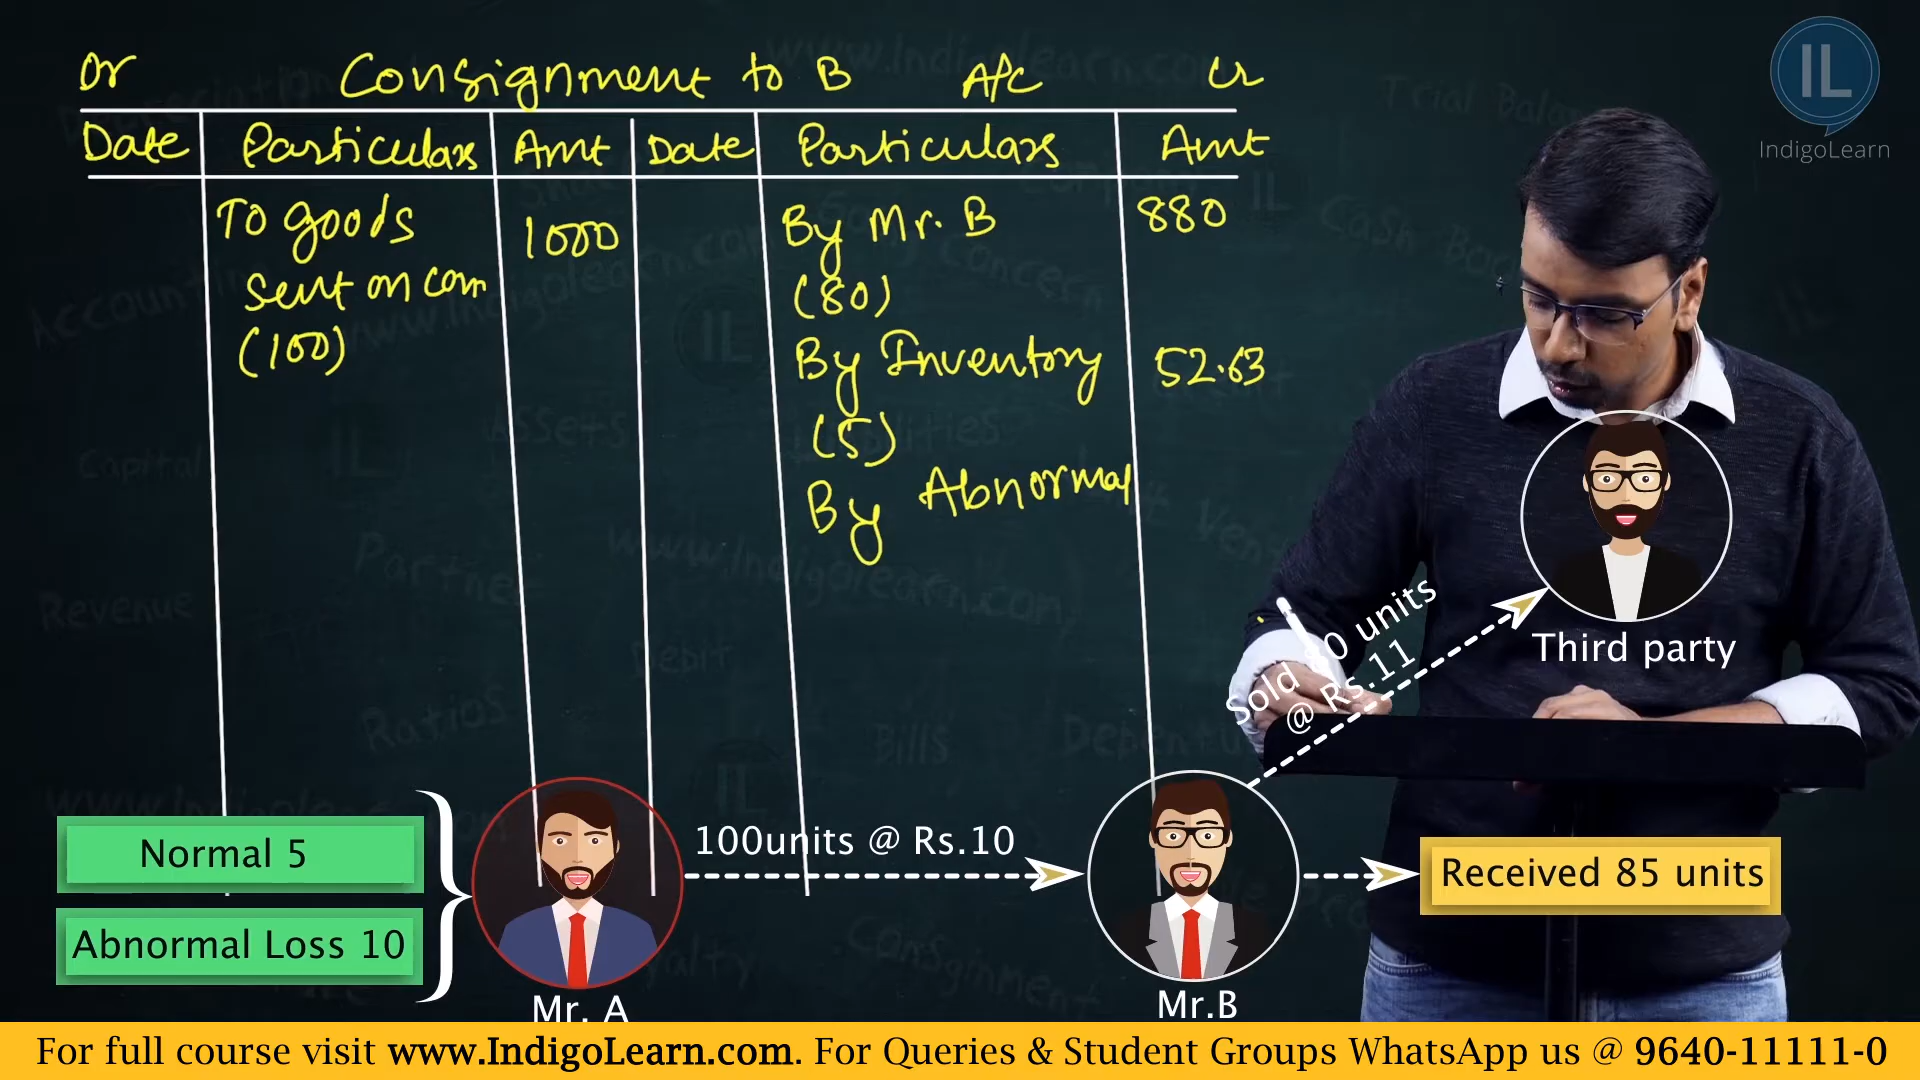 Dr Consignment to B A/C Cr
Date Particulars Amt Date Particulars Amt
To goods 1000 By Mr. B 880
sent on con (80)
(100) By Inventory 52.63
(5)
By Abnormal
IL
IndigoLearn
Sold 80 units
@ Rs.11
Third party
Normal 5
Abnormal Loss 10
Mr. A
100units @ Rs.10
Mr.B
Received 85 units
For full course visit www.IndigoLearn.com. For Queries & Student Groups WhatsApp us @ 9640-11111-0